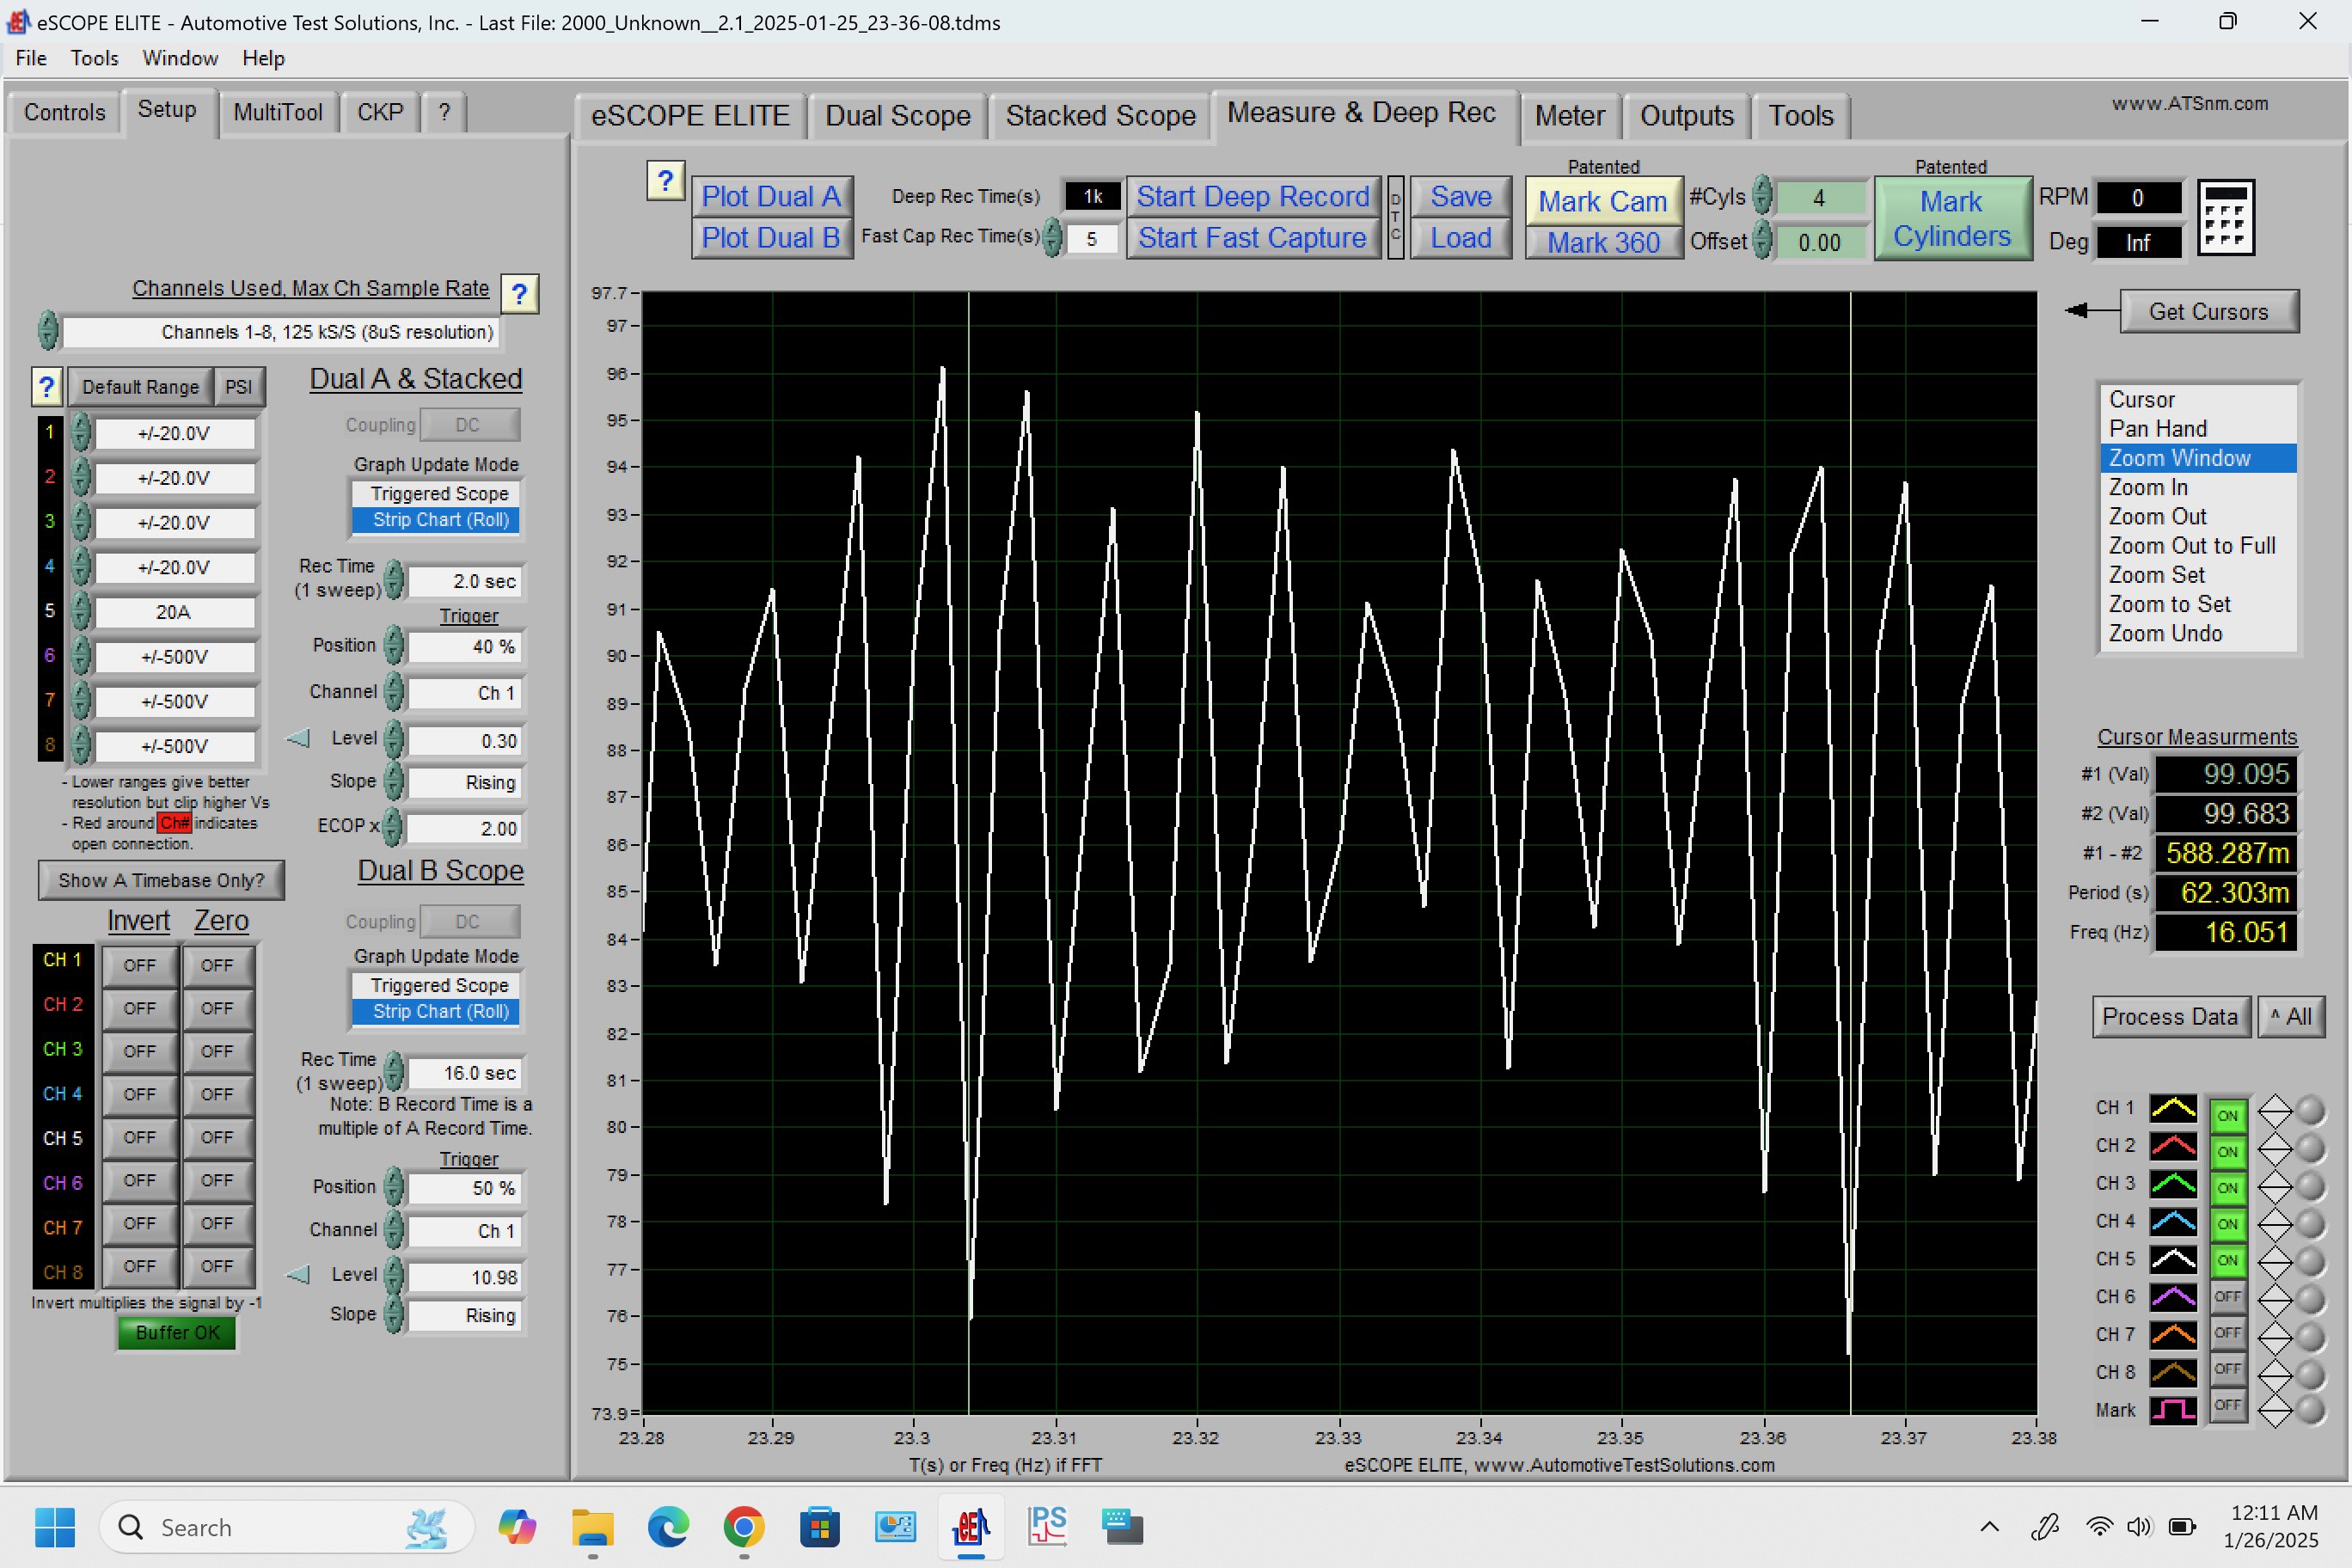 eSCOPE ELITE - Automotive Test Solutions, Inc. - Last File: 2000_Unknown__2.1_2025-01-25_23-36-08.tdms
File Tools Window Help
Controls Setup MultiTool CKP ?
eSCOPE ELITE Dual Scope Stacked Scope Measure & Deep Rec Meter Outputs Tools
www.ATSnm.com
Channels Used, Max Ch Sample Rate ?
Channels 1-8, 125 kS/S (8uS resolution)
? Default Range PSI
1 +/-20.0V
2 +/-20.0V
3 +/-20.0V
4 +/-20.0V
5 20A
6 +/-500V
7 +/-500V
8 +/-500V
- Lower ranges give better
resolution but clip higher Vs
- Red around Ch# indicates
open connection.
Show A Timebase Only?
Invert Zero
CH 1 OFF OFF
CH 2 OFF OFF
CH 3 OFF OFF
CH 4 OFF OFF
CH 5 OFF OFF
CH 6 OFF OFF
CH 7 OFF OFF
CH 8 OFF OFF
Invert multiplies the signal by -1
Buffer OK
Dual A & Stacked
Coupling DC
Graph Update Mode
Triggered Scope
Strip Chart (Roll)
Rec Time
(1 sweep) 2.0 sec
Trigger
Position 40 %
Channel Ch 1
Level 0.30
Slope Rising
ECOP x 2.00
Dual B Scope
Coupling DC
Graph Update Mode
Triggered Scope
Strip Chart (Roll)
Rec Time
(1 sweep) 16.0 sec
Note: B Record Time is a
multiple of A Record Time.
Trigger
Position 50 %
Channel Ch 1
Level 10.98
Slope Rising
?
Plot Dual A
Plot Dual B
Deep Rec Time(s) 1k
Fast Cap Rec Time(s) 5
Start Deep Record
Start Fast Capture
D
T
C
Save
Load
Patented
Mark Cam
Mark 360
#Cyls 4
Offset 0.00
Patented
Mark
Cylinders
RPM 0
Deg Inf
97.7
97
96
95
94
93
92
91
90
89
88
87
86
85
84
83
82
81
80
79
78
77
76
75
73.9
23.28 23.29 23.3 23.31 23.32 23.33 23.34 23.35 23.36 23.37 23.38
T(s) or Freq (Hz) if FFT
eSCOPE ELITE, www.AutomotiveTestSolutions.com
Get Cursors
Cursor
Pan Hand
Zoom Window
Zoom In
Zoom Out
Zoom Out to Full
Zoom Set
Zoom to Set
Zoom Undo
Cursor Measurments
#1 (Val) 99.095
#2 (Val) 99.683
#1 - #2 588.287m
Period (s) 62.303m
Freq (Hz) 16.051
Process Data ^ All
CH 1 ON
CH 2 ON
CH 3 ON
CH 4 ON
CH 5 ON
CH 6 OFF
CH 7 OFF
CH 8 OFF
Mark OFF
Search
eE
PS
12:11 AM
1/26/2025